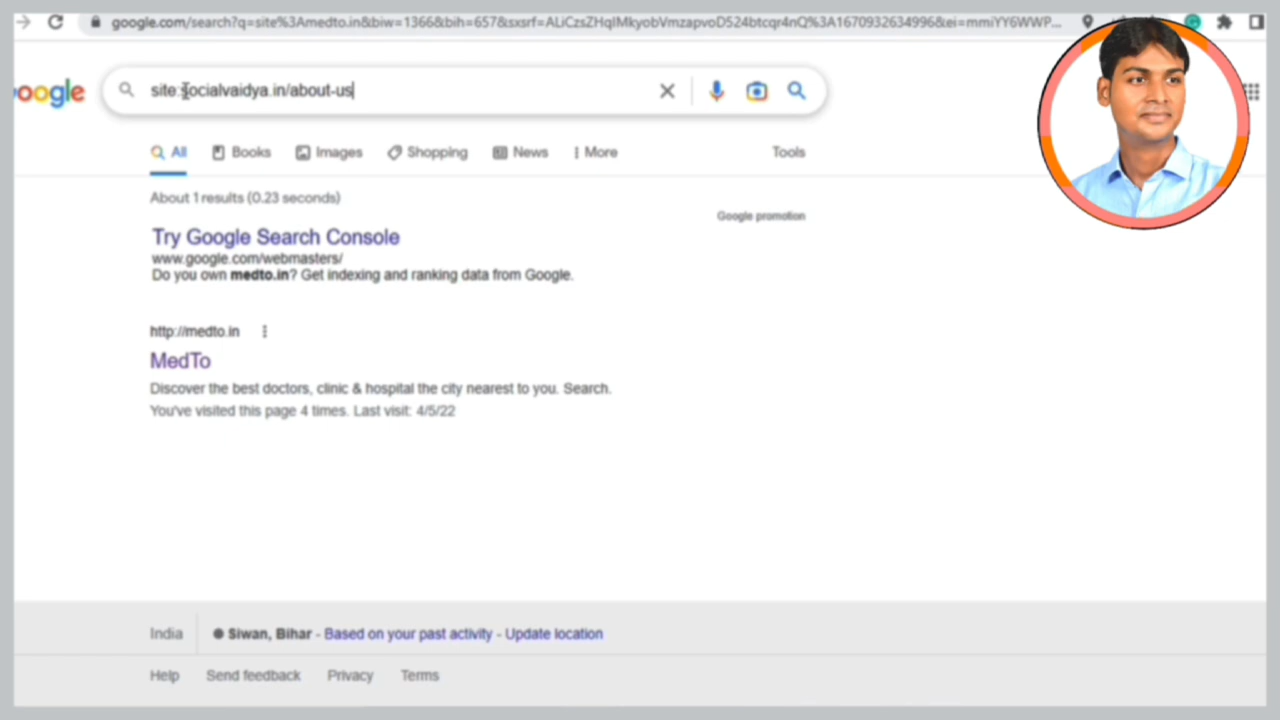 google.com/search?q=site%3Amedto.in&biw=1366&bih=657&sxsrf=ALiCzsZHqIMkyobVmzapvoD524btcqr4nQ%3A1670932634996&ei=mmiYY6WWP...
oogle
site:socialvaidya.in/about-us
All Books Images Shopping News More Tools
About 1 results (0.23 seconds)
Google promotion
Try Google Search Console
www.google.com/webmasters/
Do you own medto.in? Get indexing and ranking data from Google.
http://medto.in
MedTo
Discover the best doctors, clinic & hospital the city nearest to you. Search.
You've visited this page 4 times. Last visit: 4/5/22
India Siwan, Bihar - Based on your past activity - Update location
Help Send feedback Privacy Terms